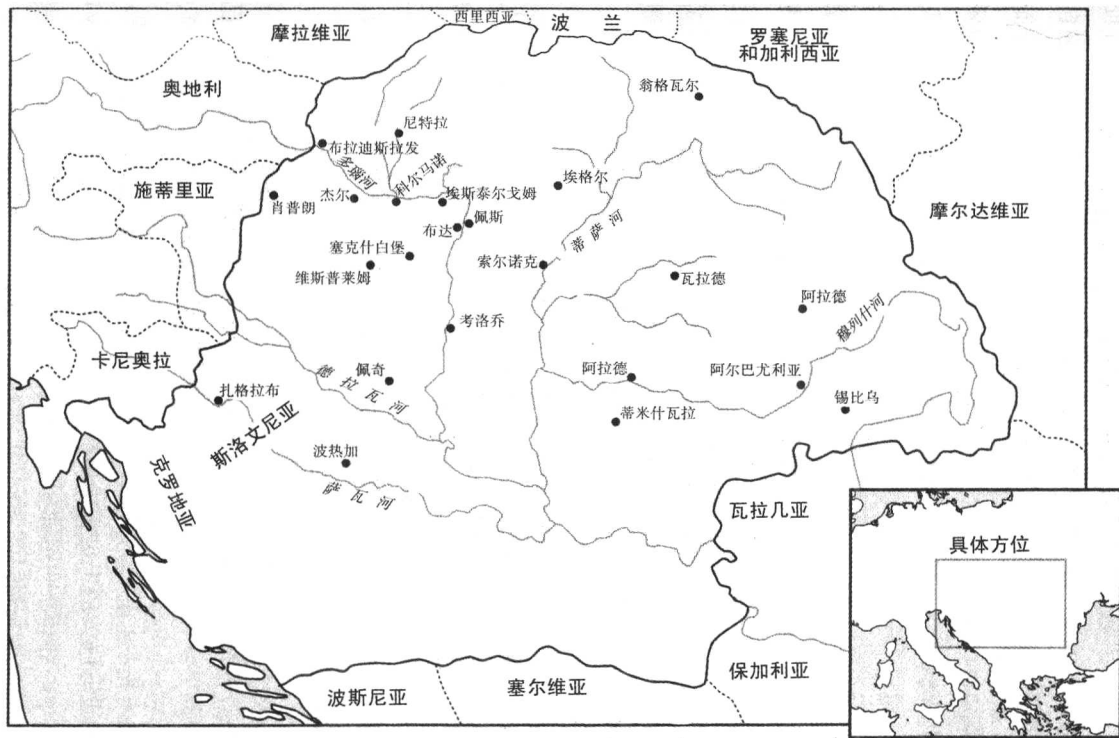 西里西亚
波兰
摩拉维亚
罗塞尼亚
和加利西亚
奥地利
翁格瓦尔
尼特拉
布拉迪斯拉发
多瑙河
科尔马诺
施蒂里亚
肖普朗
杰尔
埃斯泰尔戈姆
埃格尔
摩尔达维亚
布达
佩斯
蒂萨河
塞克什白堡
维斯普莱姆
索尔诺克
瓦拉德
阿拉德
穆列什河
考洛乔
卡尼奥拉
佩奇
德拉瓦河
阿拉德
阿尔巴尤利亚
扎格拉布
锡比乌
蒂米什瓦拉
斯洛文尼亚
波热加
克罗地亚
萨瓦河
瓦拉几亚
具体方位
保加利亚
波斯尼亚
塞尔维亚